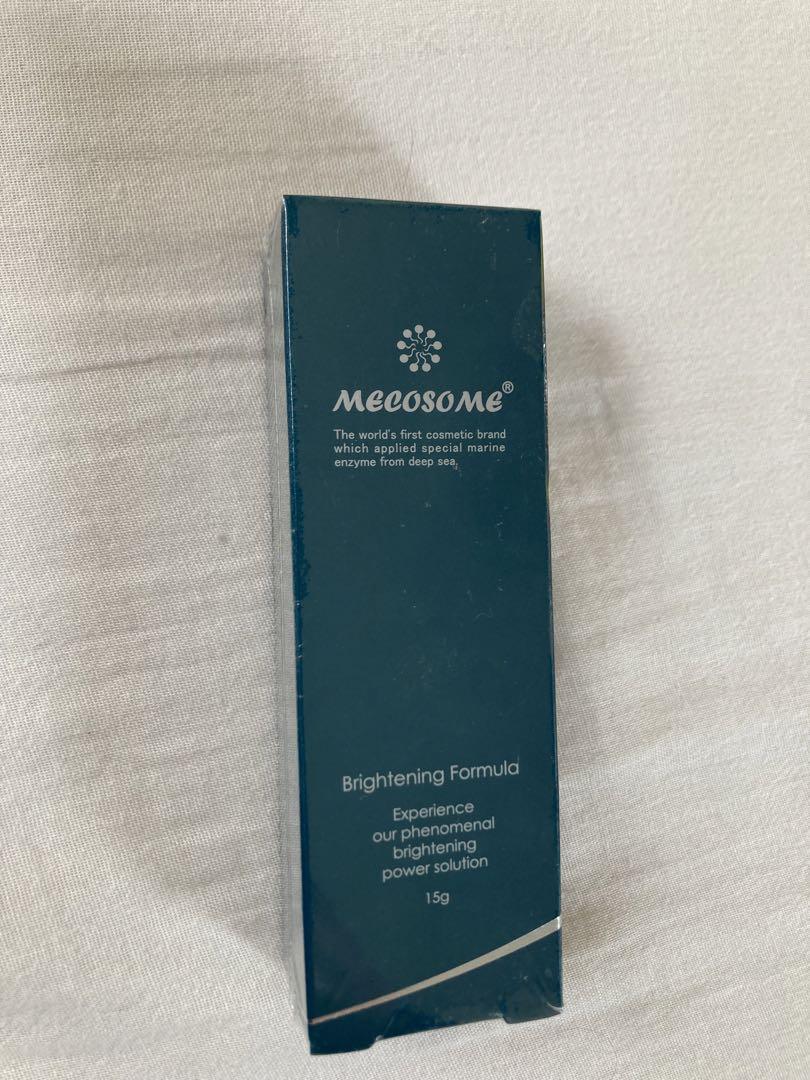 MECOSOME®
The world's first cosmetic brand
which applied special marine
enzyme from deep sea.
Brightening Formula
Experience
our phenomenal
brightening
power solution
15g